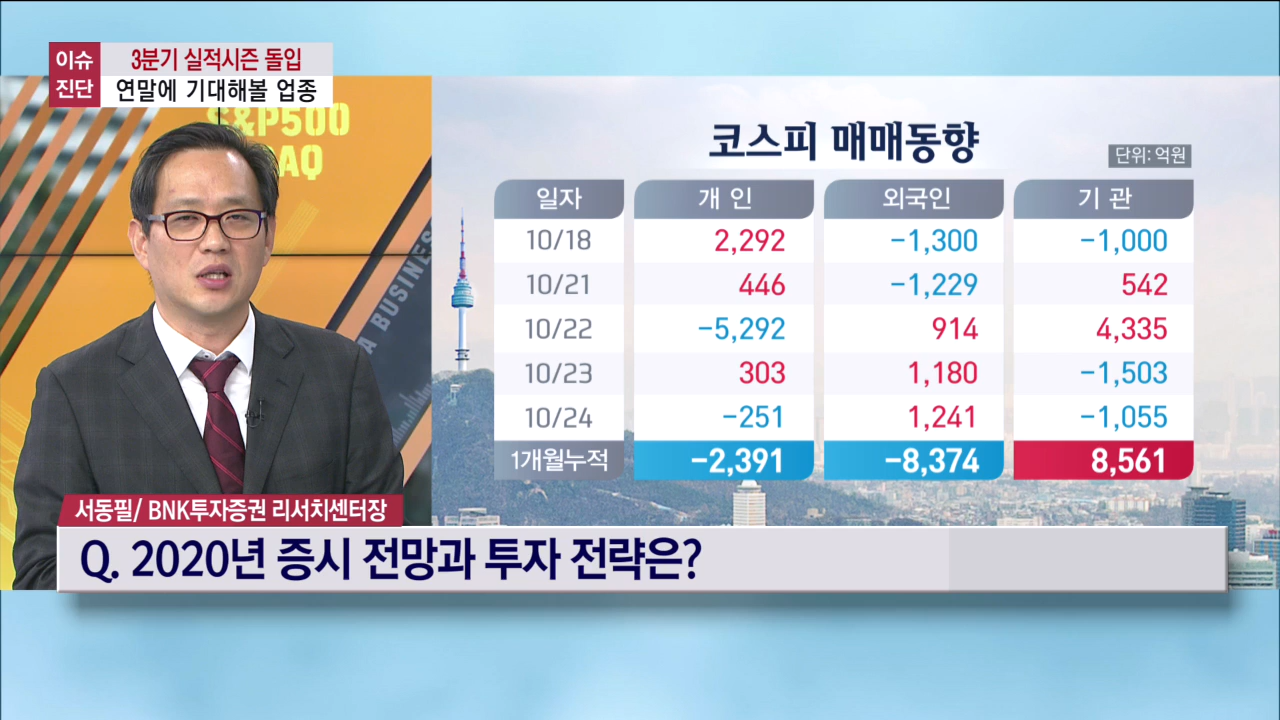 이슈
진단
3분기 실적시즌 돌입
연말에 기대해볼 업종
S&P500
AQ
A BUSINES
코스피 매매동향
단위: 억원
일자 개인 외국인 기관
10/18 2,292 -1,300 -1,000
10/21 446 -1,229 542
10/22 -5,292 914 4,335
10/23 303 1,180 -1,503
10/24 -251 1,241 -1,055
1개월누적 -2,391 -8,374 8,561
서동필/ BNK투자증권 리서치센터장
Q. 2020년 증시 전망과 투자 전략은?